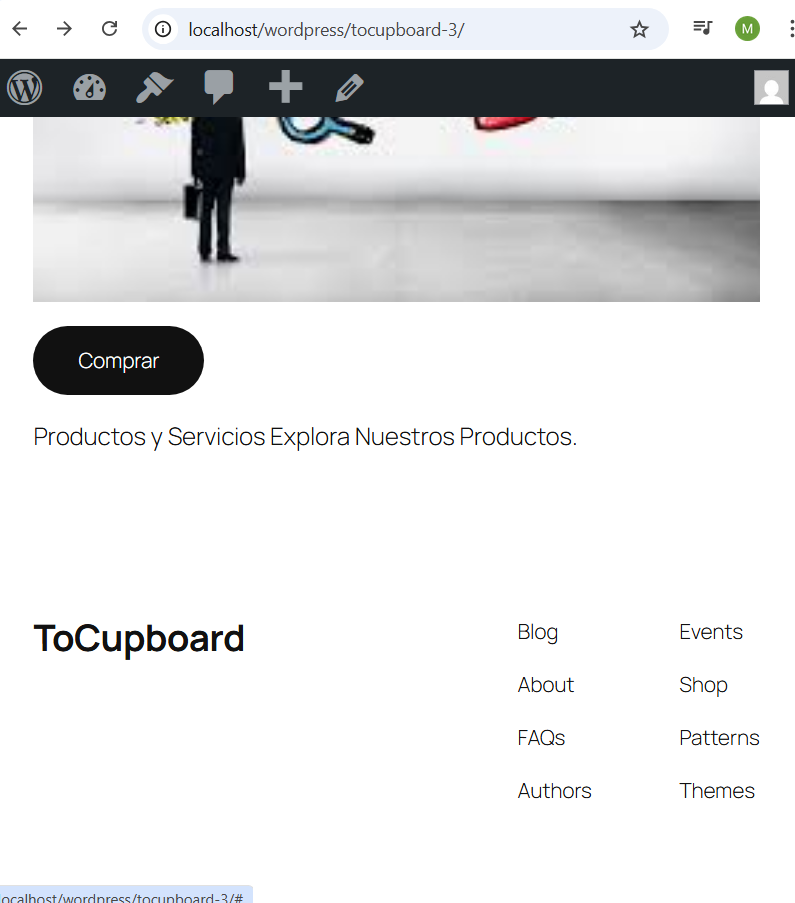 localhost/wordpress/tocupboard-3/
M
Comprar
Productos y Servicios Explora Nuestros Productos.
ToCupboard
Blog
Events
About
Shop
FAQs
Patterns
Authors
Themes
localhost/wordpress/tocupboard-3/#